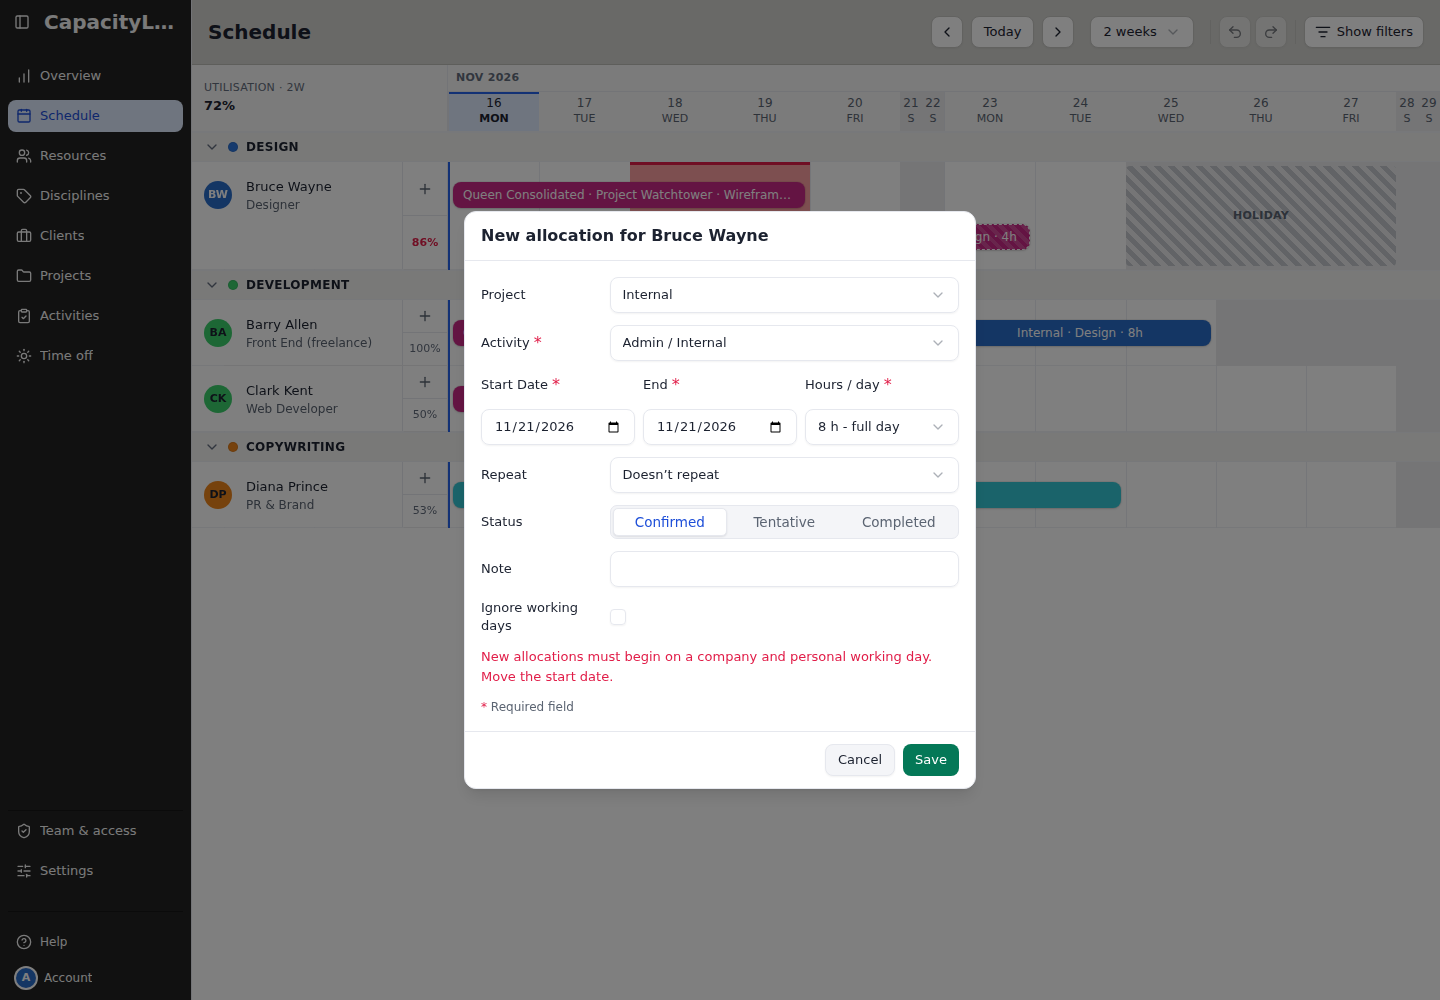 CapacityL...
Overview
Schedule
Resources
Disciplines
Clients
Projects
Activities
Time off
Team & access
Settings
Help
A Account
Schedule
Today
2 weeks
Show filters
UTILISATION · 2W
72%
NOV 2026
16 17 18 19 20 21 22 23 24 25 26 27 28 29
MON TUE WED THU FRI S S MON TUE WED THU FRI S S
DESIGN
BW Bruce Wayne
Designer
86%
Queen Consolidated · Project Watchtower · Wirefram...
gn · 4h
HOLIDAY
DEVELOPMENT
BA Barry Allen
Front End (freelance)
100%
Internal · Design · 8h
CK Clark Kent
Web Developer
50%
COPYWRITING
DP Diana Prince
PR & Brand
53%
New allocation for Bruce Wayne
Project Internal
Activity * Admin / Internal
Start Date * End * Hours / day *
11/21/2026 11/21/2026 8 h - full day
Repeat Doesn’t repeat
Status Confirmed Tentative Completed
Note
Ignore working
days
New allocations must begin on a company and personal working day.
Move the start date.
* Required field
Cancel Save